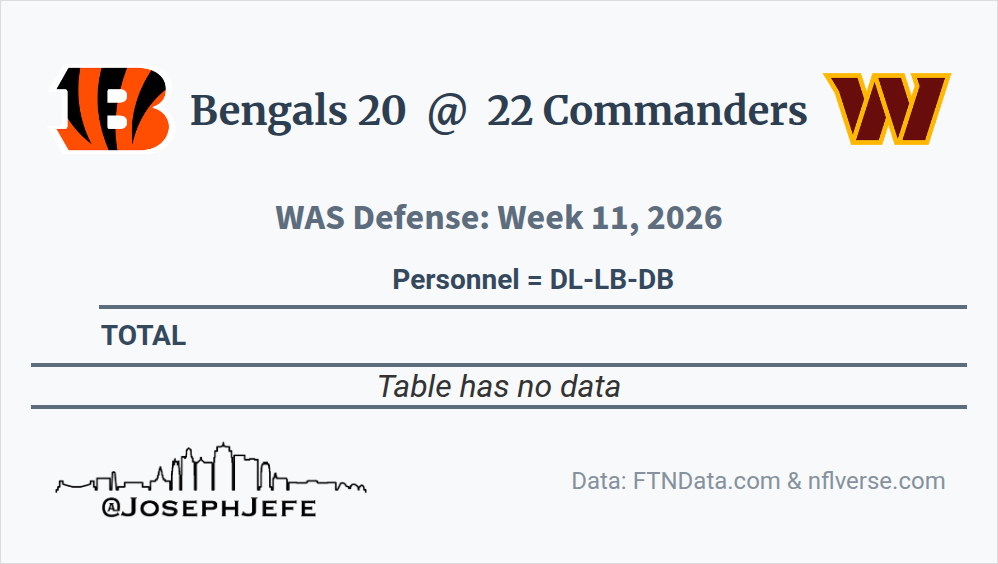 Bengals 20 @ 22 Commanders
WAS Defense: Week 11, 2026
Personnel = DL-LB-DB
TOTAL
Table has no data
@JOSEPHJEFE
Data: FTNData.com & nflverse.com